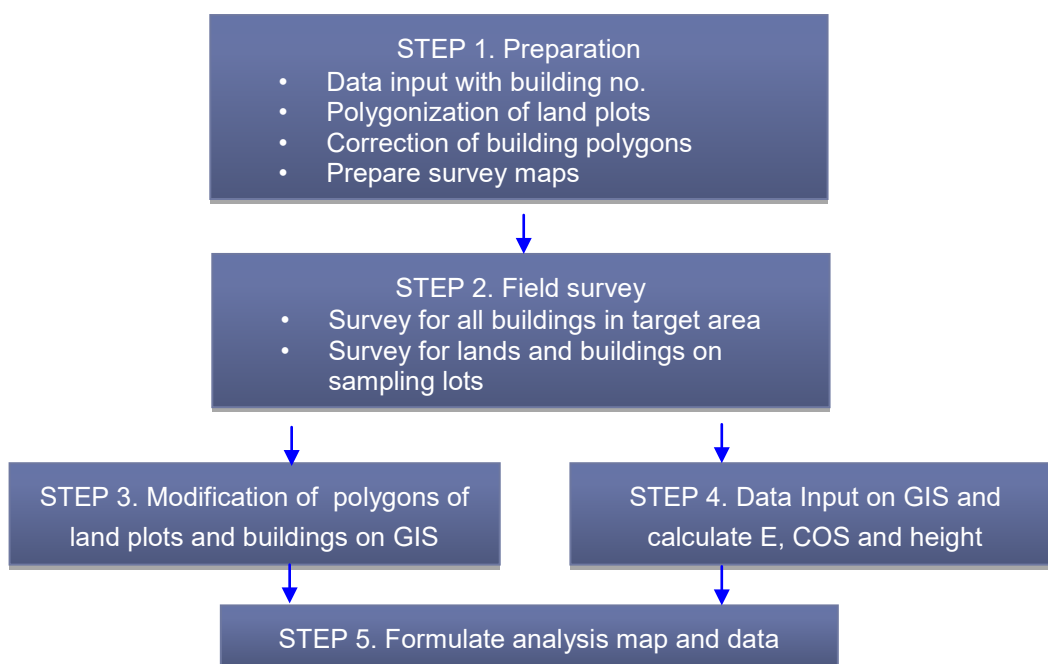 STEP 1. Preparation
• Data input with building no.
• Polygonization of land plots
• Correction of building polygons
• Prepare survey maps
STEP 2. Field survey
• Survey for all buildings in target area
• Survey for lands and buildings on
sampling lots
STEP 3. Modification of polygons of
land plots and buildings on GIS
STEP 4. Data Input on GIS and
calculate E, COS and height
STEP 5. Formulate analysis map and data